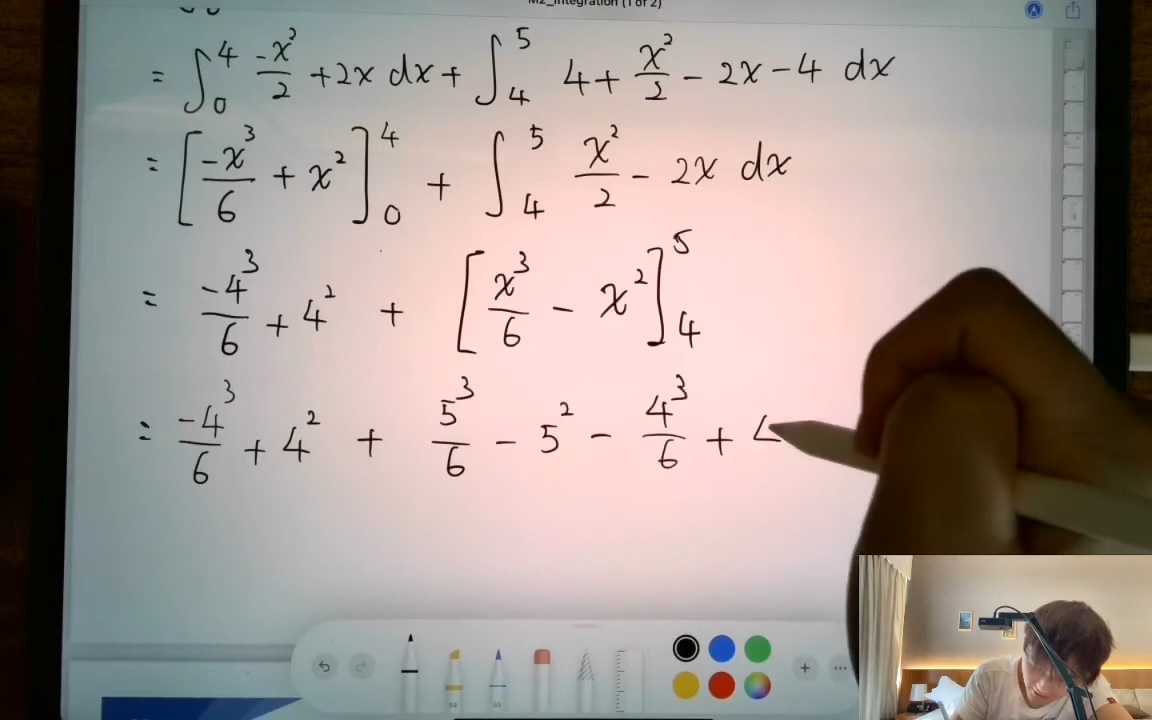 M2_Integration (1 of 2)
= ∫₀⁴ -x²/2 + 2x dx + ∫₄⁵ 4 + x²/2 - 2x - 4 dx
= [-x³/6 + x²]₀⁴ + ∫₄⁵ x²/2 - 2x dx
= -4³/6 + 4² + [x³/6 - x²]₄⁵
= -4³/6 + 4² + 5³/6 - 5² - 4³/6 + 4